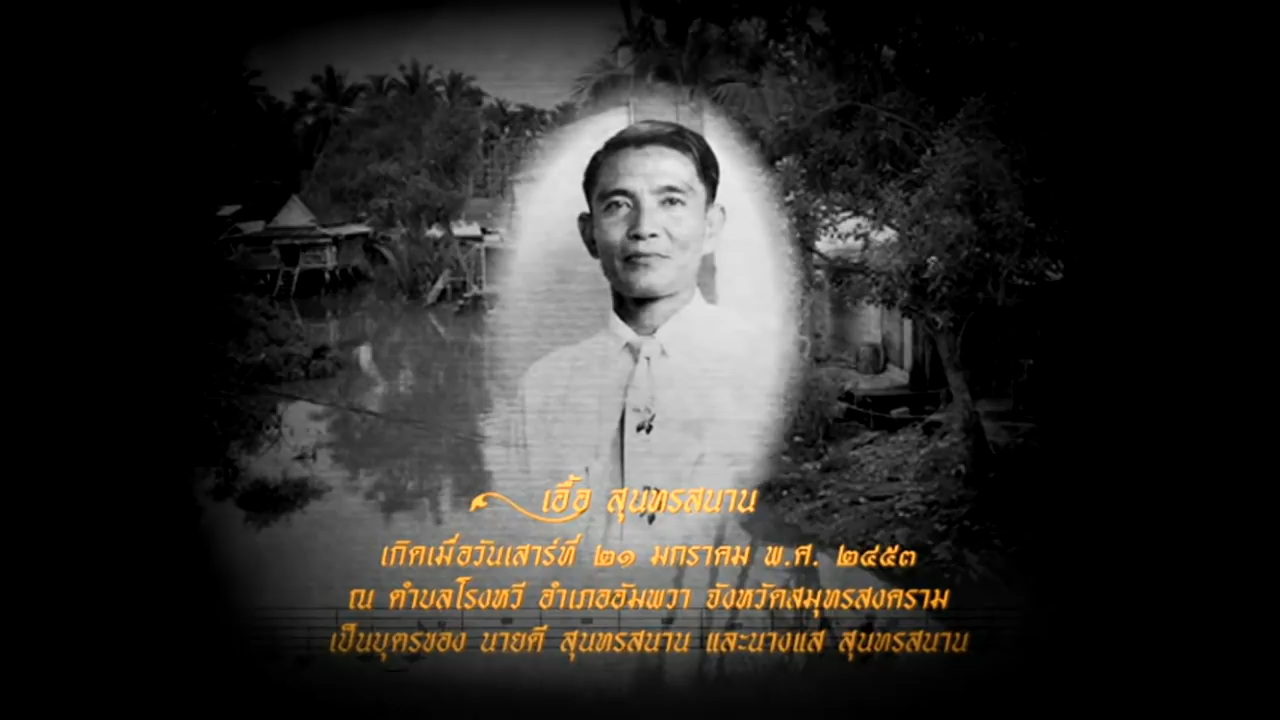 เอื้อ สุนทรสนาน
เกิดเมื่อวันเสาร์ที่ ๒๑ มกราคม พ.ศ. ๒๔๕๓
ณ ตำบลโรงหวี อำเภออัมพวา จังหวัดสมุทรสงคราม
เป็นบุตรของ นายดี สุนทรสนาน และนางแส สุนทรสนาน